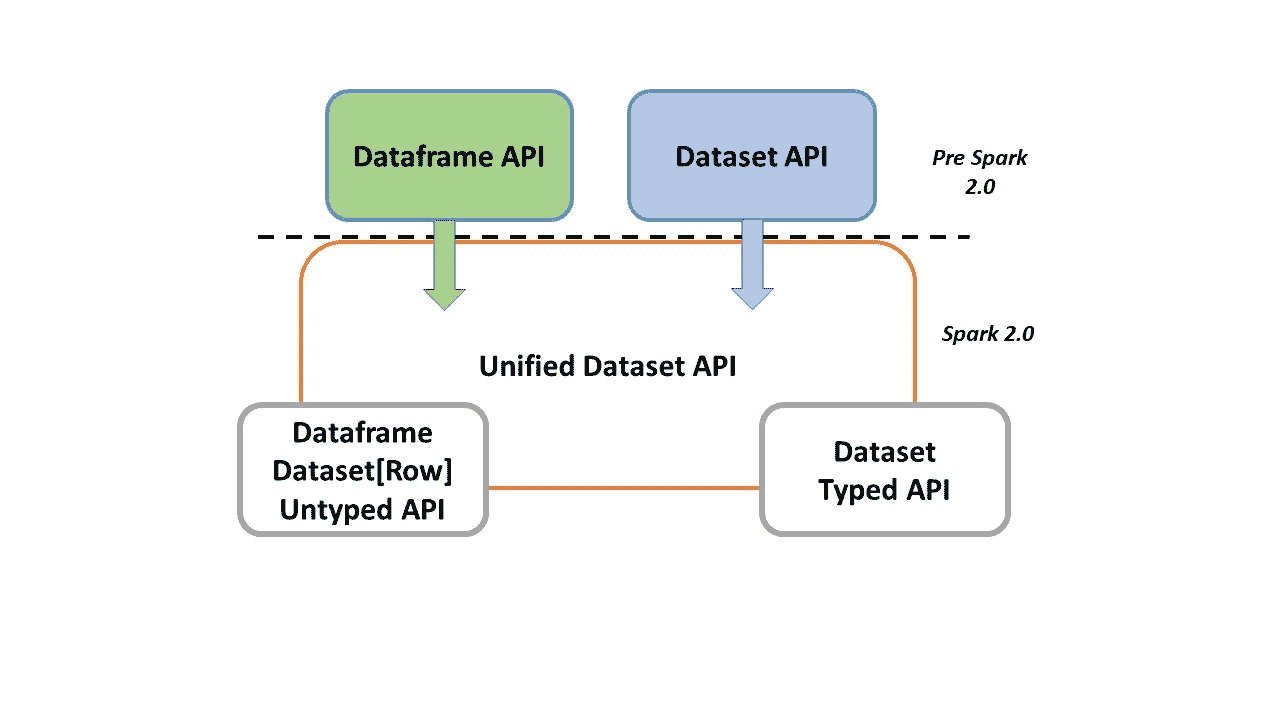 Dataframe API
Dataset API
Pre Spark
2.0
Spark 2.0
Unified Dataset API
Dataframe
Dataset[Row]
Untyped API
Dataset
Typed API